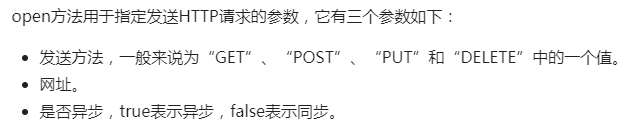 open方法用于指定发送HTTP请求的参数，它有三个参数如下：
• 发送方法，一般来说为“GET”、“POST”、“PUT”和“DELETE”中的一个值。
• 网址。
• 是否异步，true表示异步，false表示同步。